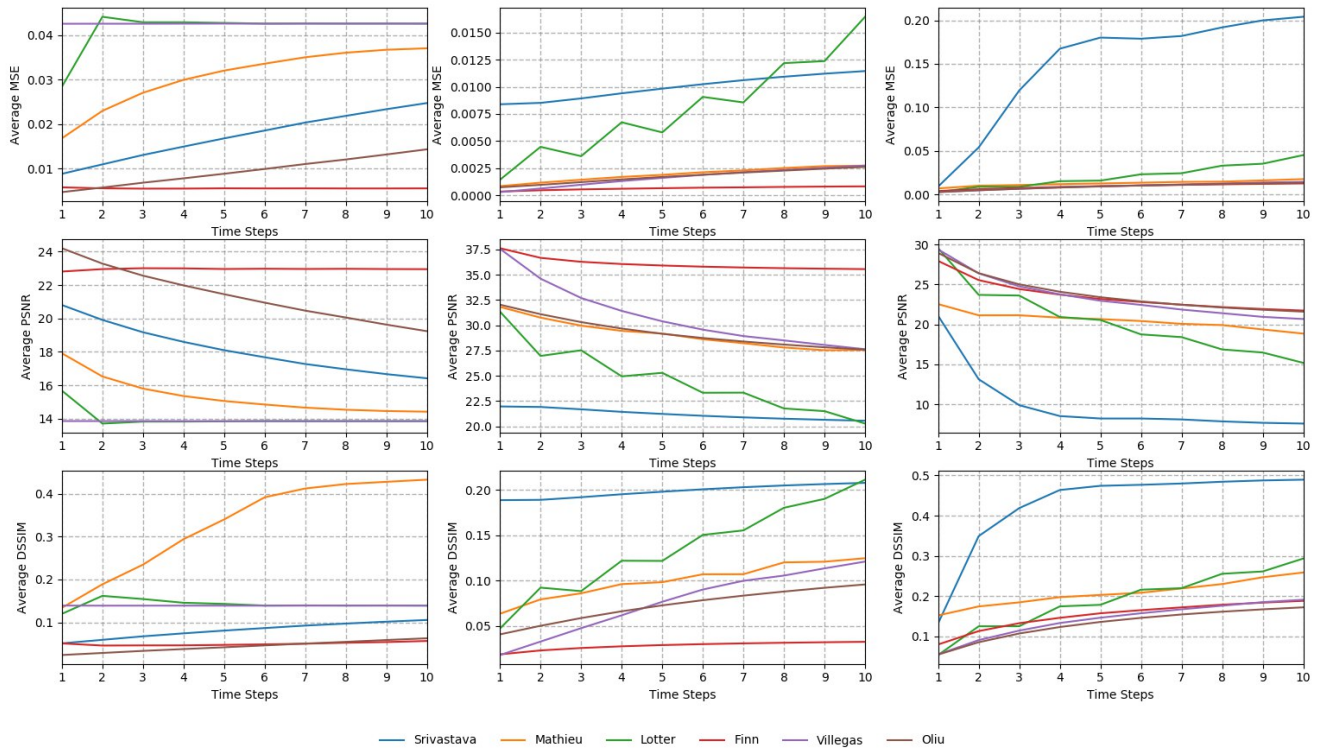 Average MSE
0.04
0.03
0.02
0.01
1 2 3 4 5 6 7 8 9 10
Time Steps
Average MSE
0.0150
0.0125
0.0100
0.0075
0.0050
0.0025
0.0000
1 2 3 4 5 6 7 8 9 10
Time Steps
Average MSE
0.20
0.15
0.10
0.05
0.00
1 2 3 4 5 6 7 8 9 10
Time Steps
Average PSNR
24
22
20
18
16
14
1 2 3 4 5 6 7 8 9 10
Time Steps
Average PSNR
37.5
35.0
32.5
30.0
27.5
25.0
22.5
20.0
1 2 3 4 5 6 7 8 9 10
Time Steps
Average PSNR
30
25
20
15
10
1 2 3 4 5 6 7 8 9 10
Time Steps
Average DSSIM
0.4
0.3
0.2
0.1
1 2 3 4 5 6 7 8 9 10
Time Steps
Average DSSIM
0.20
0.15
0.10
0.05
1 2 3 4 5 6 7 8 9 10
Time Steps
Average DSSIM
0.5
0.4
0.3
0.2
0.1
1 2 3 4 5 6 7 8 9 10
Time Steps
Srivastava Mathieu Lotter Finn Villegas Oliu